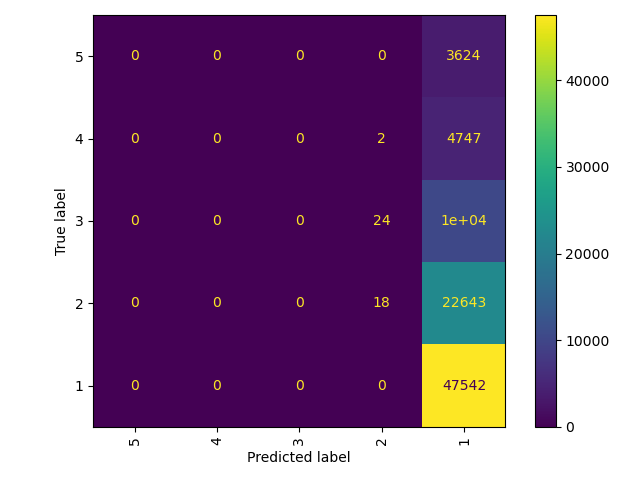 5 0 0 0 0 3624
4 0 0 0 2 4747
3 0 0 0 24 1e+04
2 0 0 0 18 22643
1 0 0 0 0 47542
5 4 3 2 1
Predicted label
True label
40000
30000
20000
10000
0